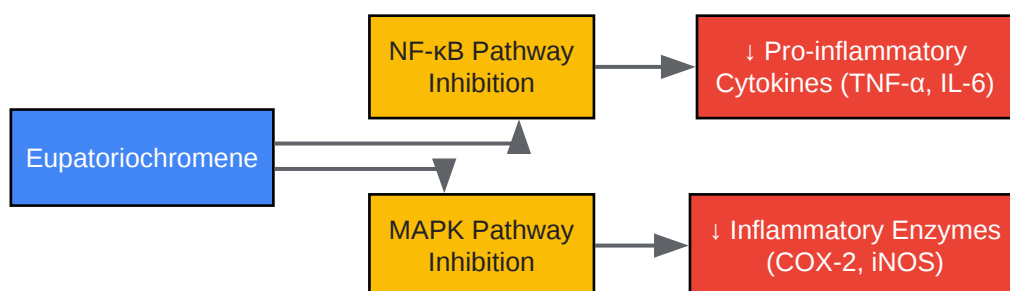 NF-κB Pathway
Inhibition
↓ Pro-inflammatory
Cytokines (TNF-α, IL-6)
Eupatoriochromene
MAPK Pathway
Inhibition
↓ Inflammatory Enzymes
(COX-2, iNOS)